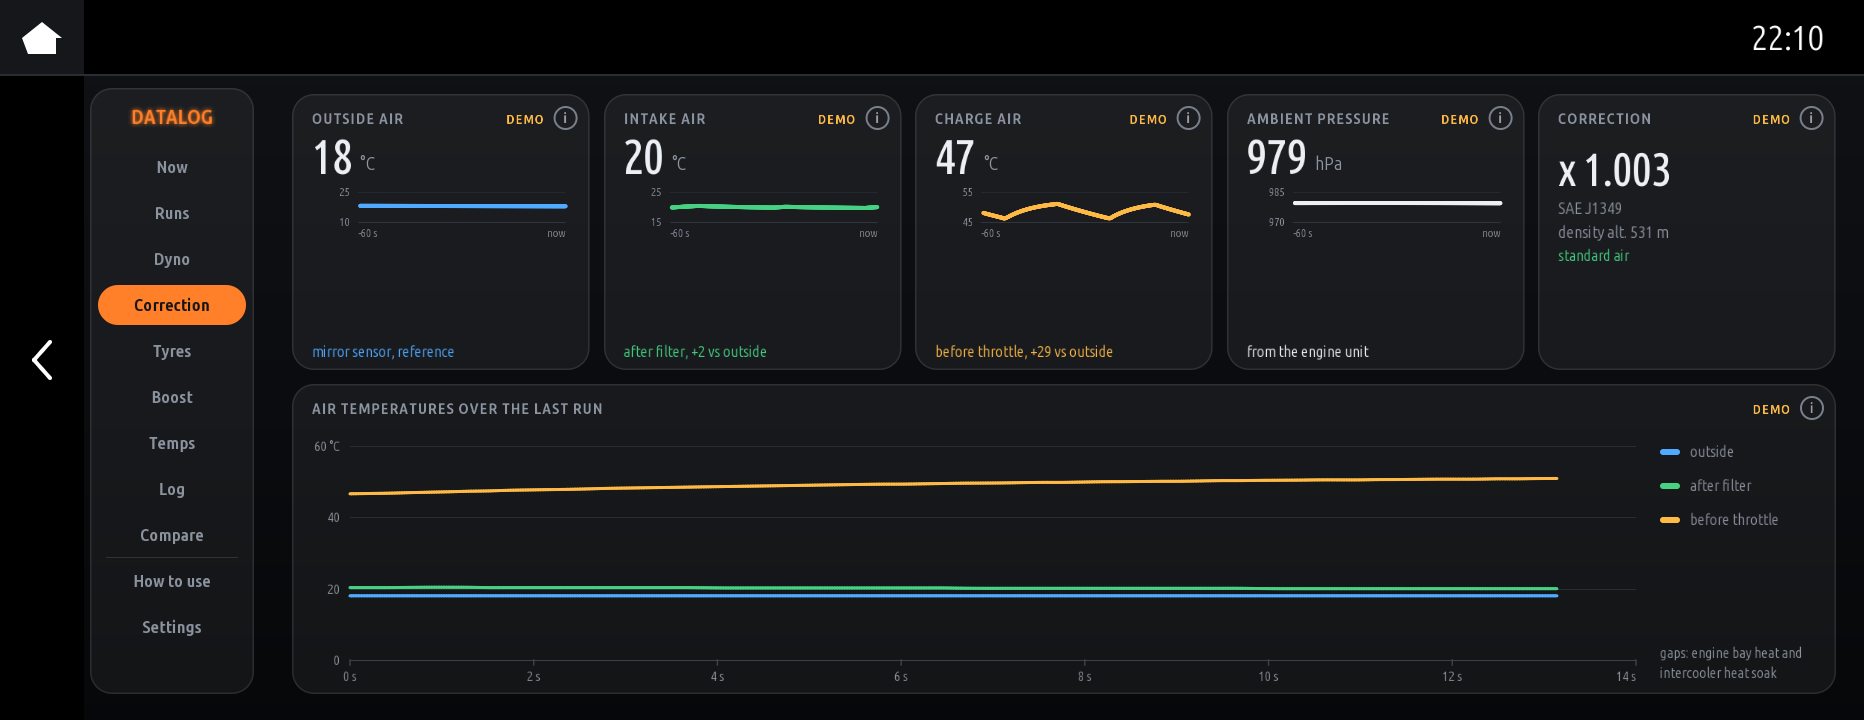 22:10
DATALOG
Now
Runs
Dyno
Correction
Tyres
Boost
Temps
Log
Compare
How to use
Settings
OUTSIDE AIR DEMO i
18 °C
25
10
-60 s now
mirror sensor, reference
INTAKE AIR DEMO i
20 °C
25
15
-60 s now
after filter, +2 vs outside
CHARGE AIR DEMO i
47 °C
55
45
-60 s now
before throttle, +29 vs outside
AMBIENT PRESSURE DEMO i
979 hPa
985
970
-60 s now
from the engine unit
CORRECTION DEMO i
x 1.003
SAE J1349
density alt. 531 m
standard air
AIR TEMPERATURES OVER THE LAST RUN DEMO i
60 °C
40
20
0
0 s 2 s 4 s 6 s 8 s 10 s 12 s 14 s
outside
after filter
before throttle
gaps: engine bay heat and
intercooler heat soak